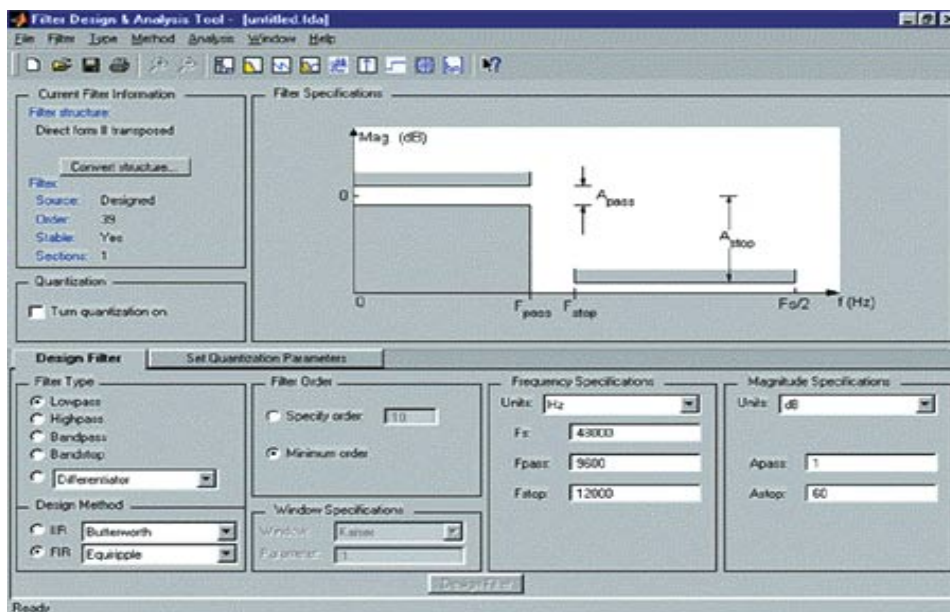 Filter Design & Analysis Tool - [untitled.fda]
File Filter Type Method Analysis Window Help
Current Filter Information
Filter structure:
Direct form II transposed
Convert structure...
Filter:
Source: Designed
Order: 39
Stable: Yes
Sections: 1
Quantization
Turn quantization on
Filter Specifications
Mag (dB)
0
A pass
A stop
0
F pass
F stop
Fs/2
f (Hz)
Design Filter
Set Quantization Parameters
Filter Type
Lowpass
Highpass
Bandpass
Bandstop
Differentiator
Design Method
IIR Butterworth
FIR Equiripple
Filter Order
Specify order 10
Minimum order
Window Specifications
Window: Kaiser
Parameter: 1
Frequency Specifications
Units: Hz
Fs: 48000
Fpass: 9600
Fstop: 12000
Magnitude Specifications
Units: dB
Apass: 1
Astop: 60
Design Filter
Ready